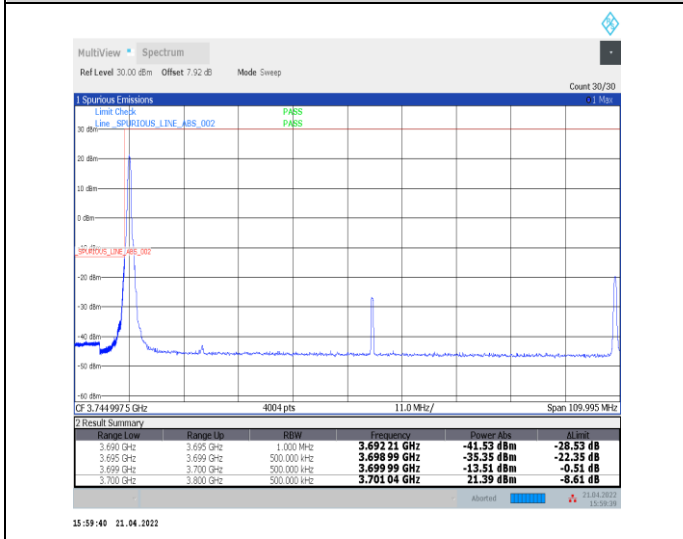 MultiView Spectrum
Ref Level 30.00 dBm Offset 7.92 dB Mode Sweep
Count 30/30
1 Spurious Emissions 1 Max
Limit Check PASS
Line _SPURIOUS_LINE_ABS_002 PASS
30 dBm
20 dBm
10 dBm
0 dBm
_SPURIOUS_LINE_ABS_002
-20 dBm
-30 dBm
-40 dBm
-50 dBm
-60 dBm
CF 3.7449975 GHz 4004 pts 11.0 MHz/ Span 109.995 MHz
2 Result Summary
Range Low Range Up RBW Frequency Power Abs ΔLimit
3.690 GHz 3.695 GHz 1.000 MHz 3.692 21 GHz -41.53 dBm -28.53 dB
3.695 GHz 3.699 GHz 500.000 kHz 3.698 99 GHz -35.35 dBm -22.35 dB
3.699 GHz 3.700 GHz 500.000 kHz 3.699 99 GHz -13.51 dBm -0.51 dB
3.700 GHz 3.800 GHz 500.000 kHz 3.701 04 GHz 21.39 dBm -8.61 dB
Aborted 21.04.2022
15:59:39
15:59:40 21.04.2022